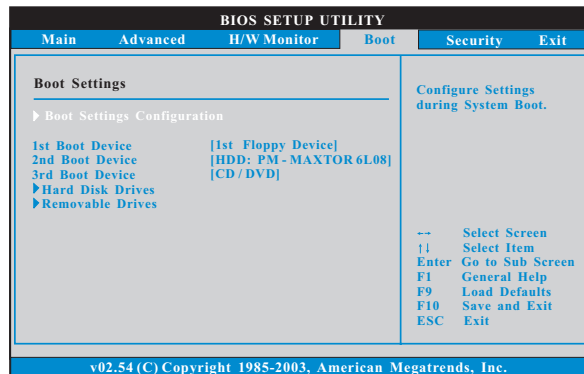 BIOS SETUP UTILITY
Main Advanced H/W Monitor Boot Security Exit
Boot Settings
Boot Settings Configuration
1st Boot Device [1st Floppy Device]
2nd Boot Device [HDD: PM - MAXTOR 6L08]
3rd Boot Device [CD / DVD]
Hard Disk Drives
Removable Drives
Configure Settings
during System Boot.
←→ Select Screen
↑↓ Select Item
Enter Go to Sub Screen
F1 General Help
F9 Load Defaults
F10 Save and Exit
ESC Exit
v02.54 (C) Copyright 1985-2003, American Megatrends, Inc.